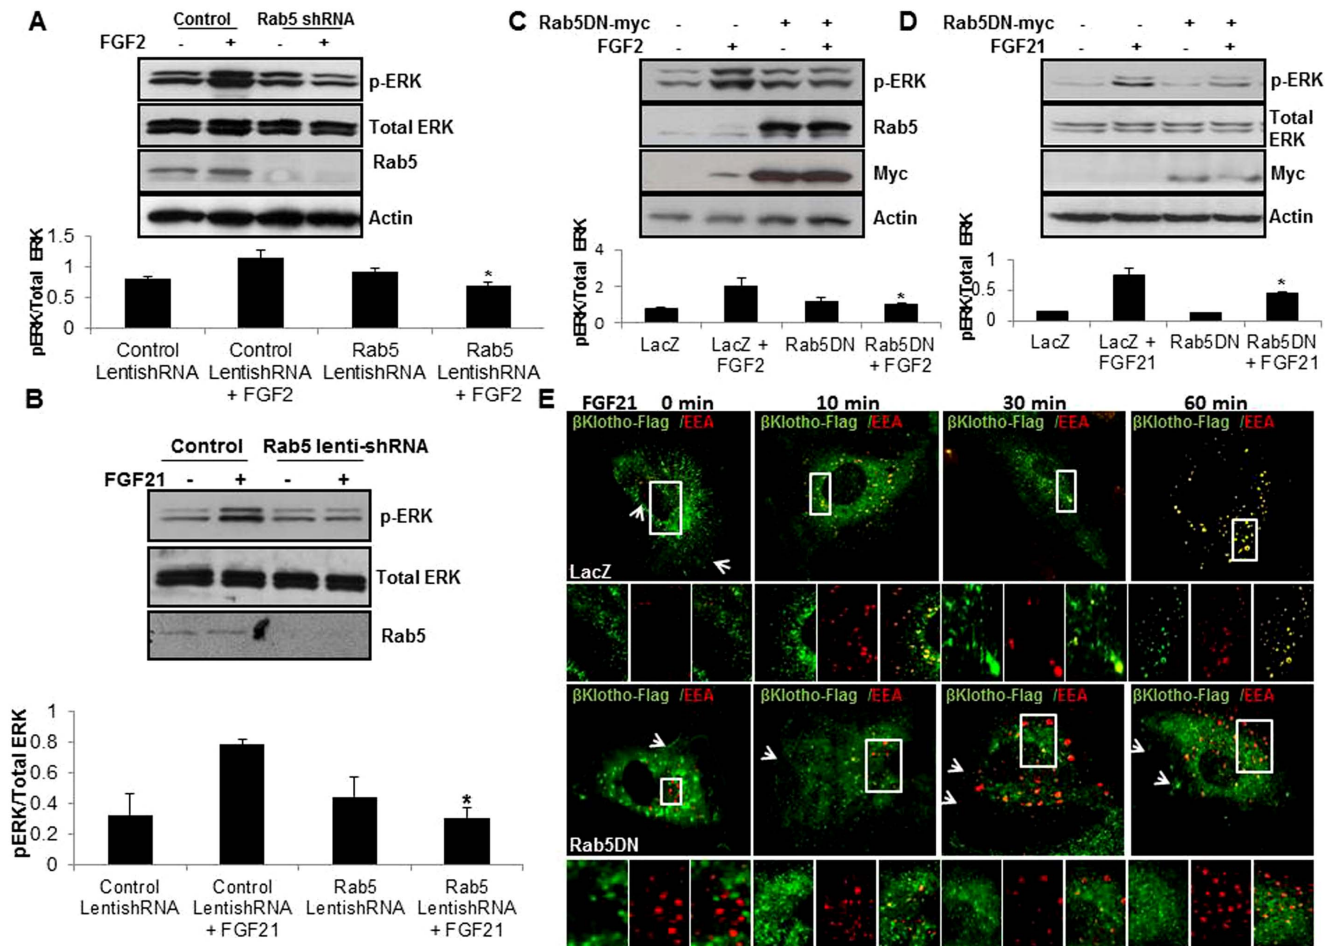 A
Control Rab5 shRNA
FGF2 - + - +
p-ERK
Total ERK
Rab5
Actin
pERK/Total ERK
1.5
1
0.5
0
*
Control LentishRNA
Control LentishRNA + FGF2
Rab5 LentishRNA
Rab5 LentishRNA + FGF2
B
Control Rab5 lenti-shRNA
FGF21 - + - +
p-ERK
Total ERK
Rab5
pERK/Total ERK
0.8
0.6
0.4
0.2
0
*
Control LentishRNA
Control LentishRNA + FGF21
Rab5 LentishRNA
Rab5 LentishRNA + FGF21
C
Rab5DN-myc - - + +
FGF2 - + - +
p-ERK
Rab5
Myc
Actin
pERK/Total ERK
4
2
0
*
LacZ
LacZ + FGF2
Rab5DN
Rab5DN + FGF2
D
Rab5DN-myc - - + +
FGF21 - + - +
p-ERK
Total ERK
Myc
Actin
pERK/Total ERK
1
0.5
0
*
LacZ
LacZ + FGF21
Rab5DN
Rab5DN + FGF21
E
FGF21 0 min 10 min 30 min 60 min
βKlotho-Flag /EEA βKlotho-Flag /EEA βKlotho-Flag /EEA βKlotho-Flag /EEA
LacZ
βKlotho-Flag /EEA βKlotho-Flag /EEA βKlotho-Flag /EEA βKlotho-Flag /EEA
Rab5DN